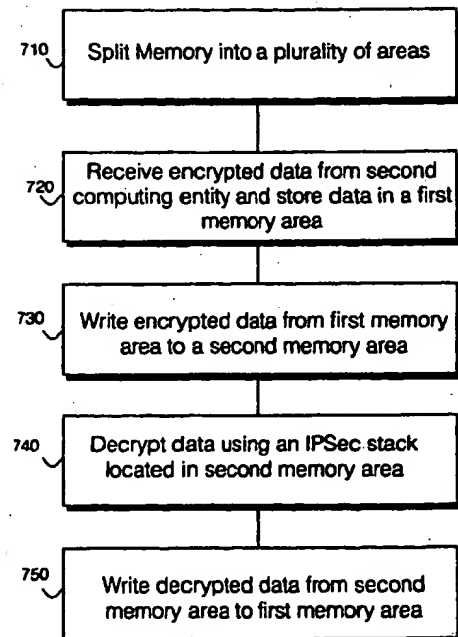 710
Split Memory into a plurality of areas
720
Receive encrypted data from second
computing entity and store data in a first
memory area
730
Write encrypted data from first memory
area to a second memory area
740
Decrypt data using an IPSec stack
located in second memory area
750
Write decrypted data from second
memory area to first memory area